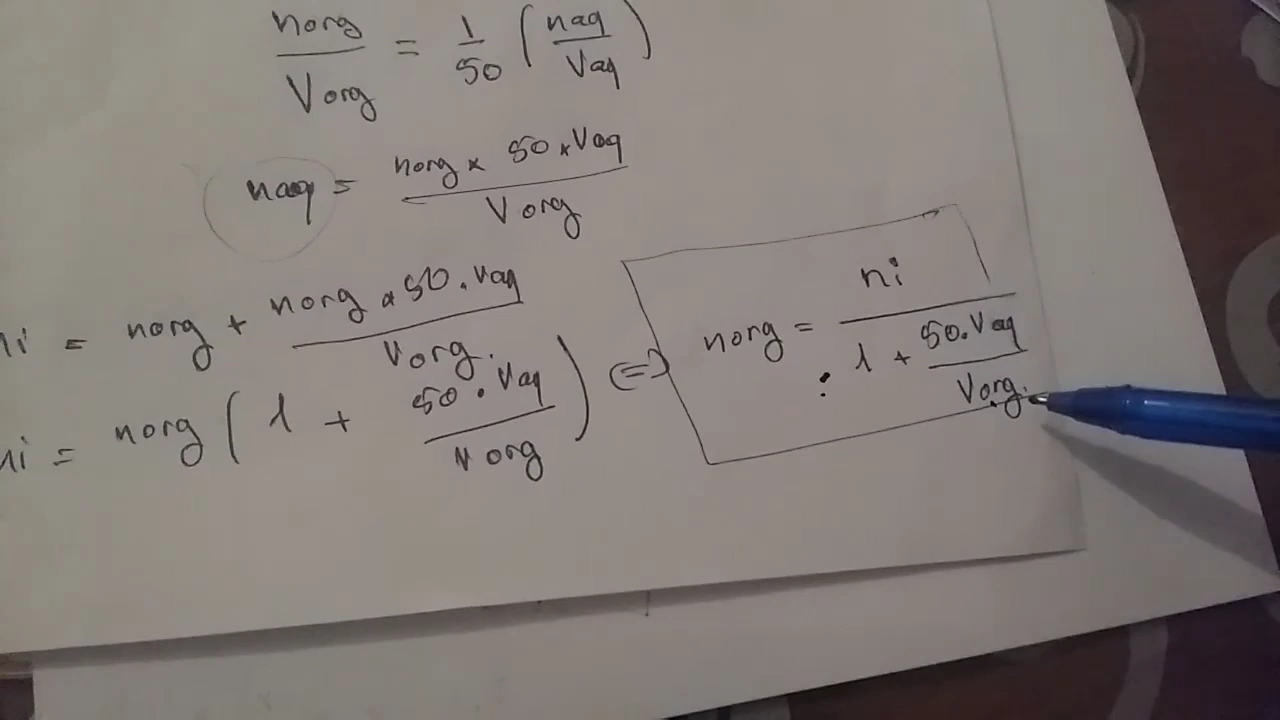 norg/Vorg = 1/50 (naq/Vaq)
naq = norg x 50 x Vaq / Vorg
ni = norg + norg x 50 . Vaq / Vorg.
ni = norg (1 + 50 . Vaq / Vorg) <=> norg = ni / (1 + 50. Vaq / Vorg.)